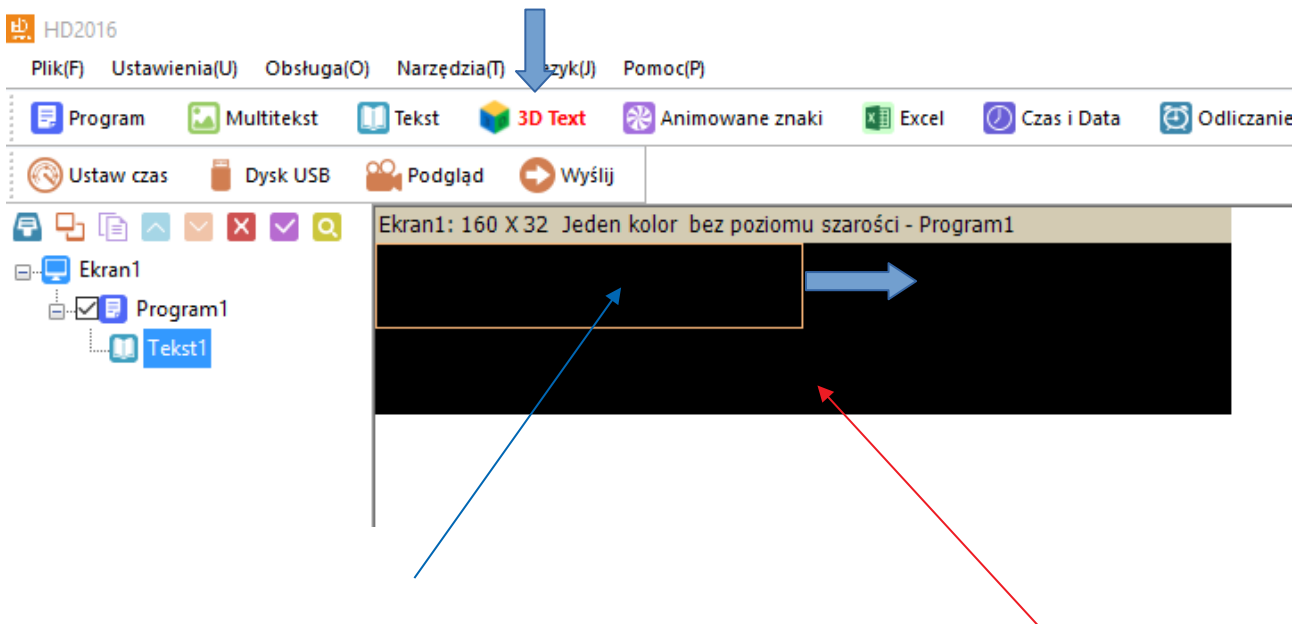 HD2016
Plik(F) Ustawienia(U) Obsługa(O) Narzędzia(T) ęzyk(J) Pomoc(P)
Program Multitekst Tekst 3D Text Animowane znaki Excel Czas i Data Odliczanie
Ustaw czas Dysk USB Podgląd Wyślij
Ekran1: 160 X 32 Jeden kolor bez poziomu szarości - Program1
Ekran1
Program1
Tekst1